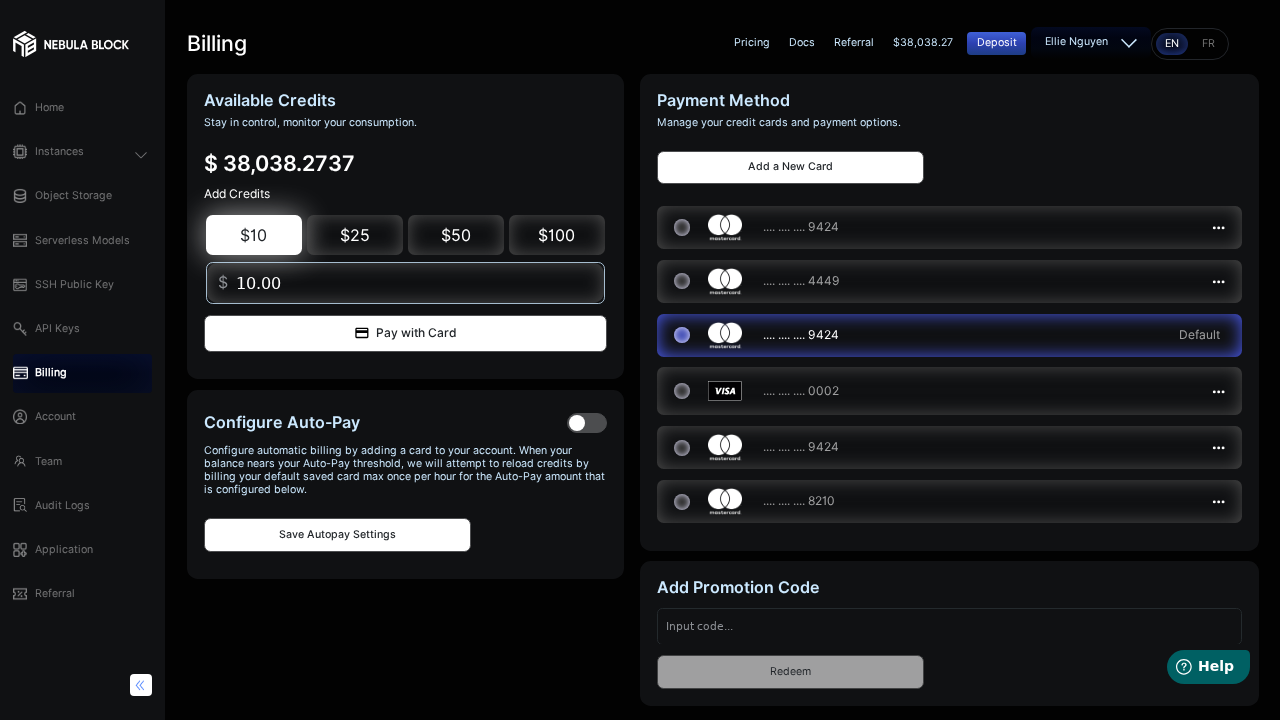 NEBULA BLOCK
Home
Instances
Object Storage
Serverless Models
SSH Public Key
API Keys
Billing
Account
Team
Audit Logs
Application
Referral
Billing
Pricing
Docs
Referral
$38,038.27
Deposit
Ellie Nguyen
EN
FR
Available Credits
Stay in control, monitor your consumption.
$ 38,038.2737
Add Credits
$10
$25
$50
$100
$ 10.00
Pay with Card
Configure Auto-Pay
Configure automatic billing by adding a card to your account. When your
balance nears your Auto-Pay threshold, we will attempt to reload credits by
billing your default saved card max once per hour for the Auto-Pay amount that
is configured below.
Save Autopay Settings
Payment Method
Manage your credit cards and payment options.
Add a New Card
mastercard .... .... .... 9424
mastercard .... .... .... 4449
mastercard .... .... .... 9424 Default
VISA .... .... .... 0002
mastercard .... .... .... 9424
mastercard .... .... .... 8210
Add Promotion Code
Input code...
Redeem
Help